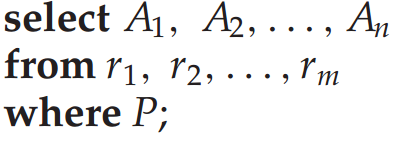 select A₁, A₂, . . . , Aₙ
from r₁, r₂, . . . , rₘ
where P;